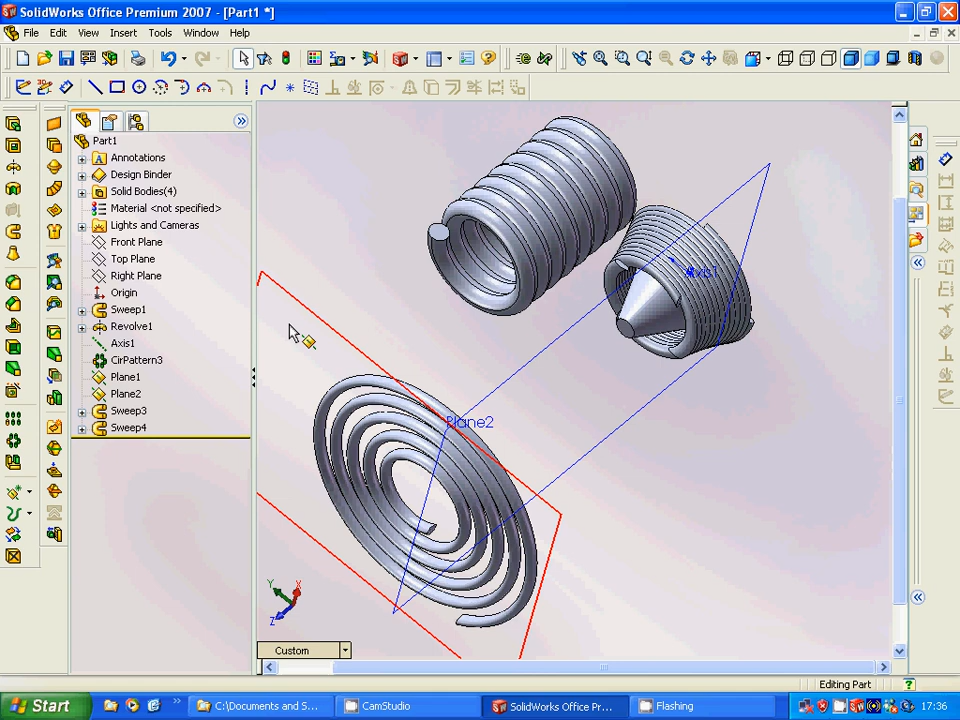 SolidWorks Office Premium 2007 - [Part1 *]
File Edit View Insert Tools Window Help
Part1
Annotations
Design Binder
Solid Bodies(4)
Material <not specified>
Lights and Cameras
Front Plane
Top Plane
Right Plane
Origin
Sweep1
Revolve1
Axis1
CirPattern3
Plane1
Plane2
Sweep3
Sweep4
Axis1
Plane2
Y X
Z
Custom
Editing Part
Start
C:\Documents and S...
CamStudio
SolidWorks Office Pr...
Flashing
17:36